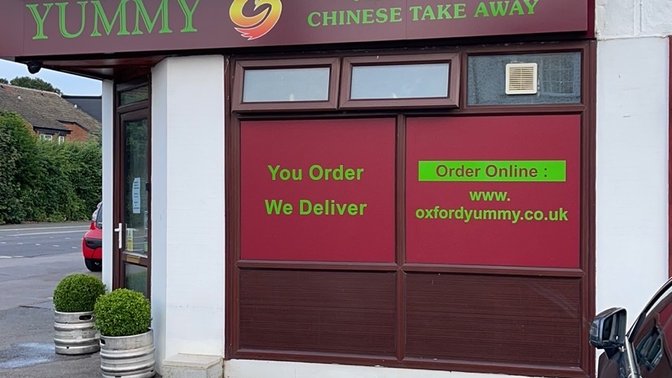 YUMMY
CHINESE TAKE AWAY
You Order
We Deliver
Order Online :
www.
oxfordyummy.co.uk